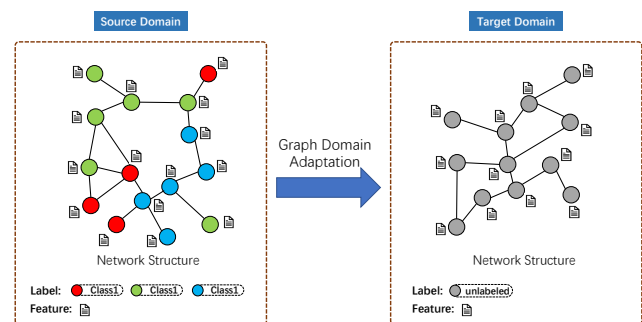 Source Domain
Target Domain
Graph Domain
Adaptation
Network Structure
Network Structure
Label: Class1 Class1 Class1
Label: unlabeled
Feature:
Feature: